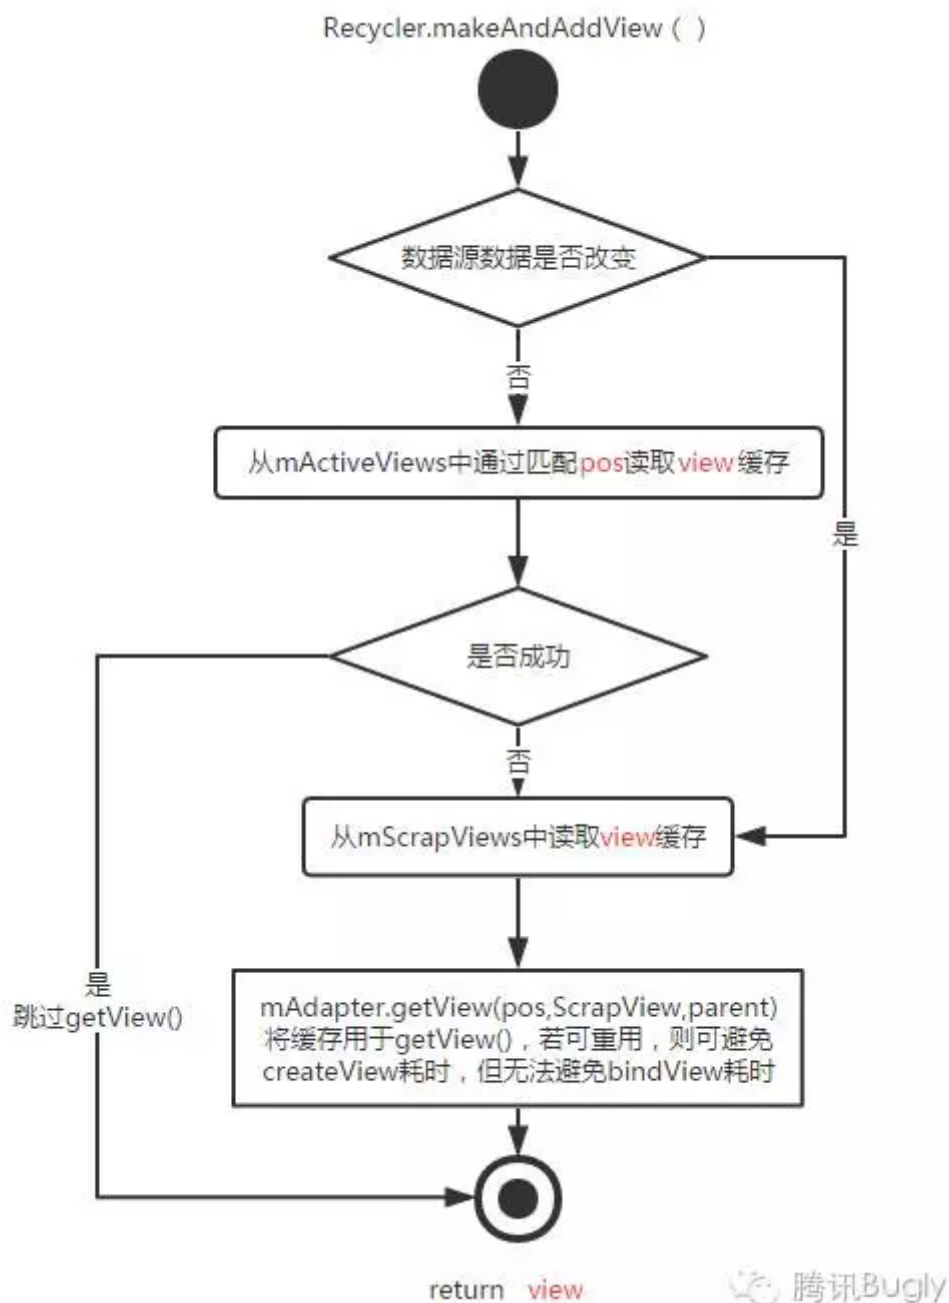 Recycler.makeAndAddView（ ）
数据源数据是否改变
否
从mActiveViews中通过匹配pos读取view缓存
是
是否成功
否
从mScrapViews中读取view缓存
是
跳过getView()
mAdapter.getView(pos,ScrapView,parent)
将缓存用于getView()，若可重用，则可避免
createView耗时，但无法避免bindView耗时
return view
腾讯Bugly